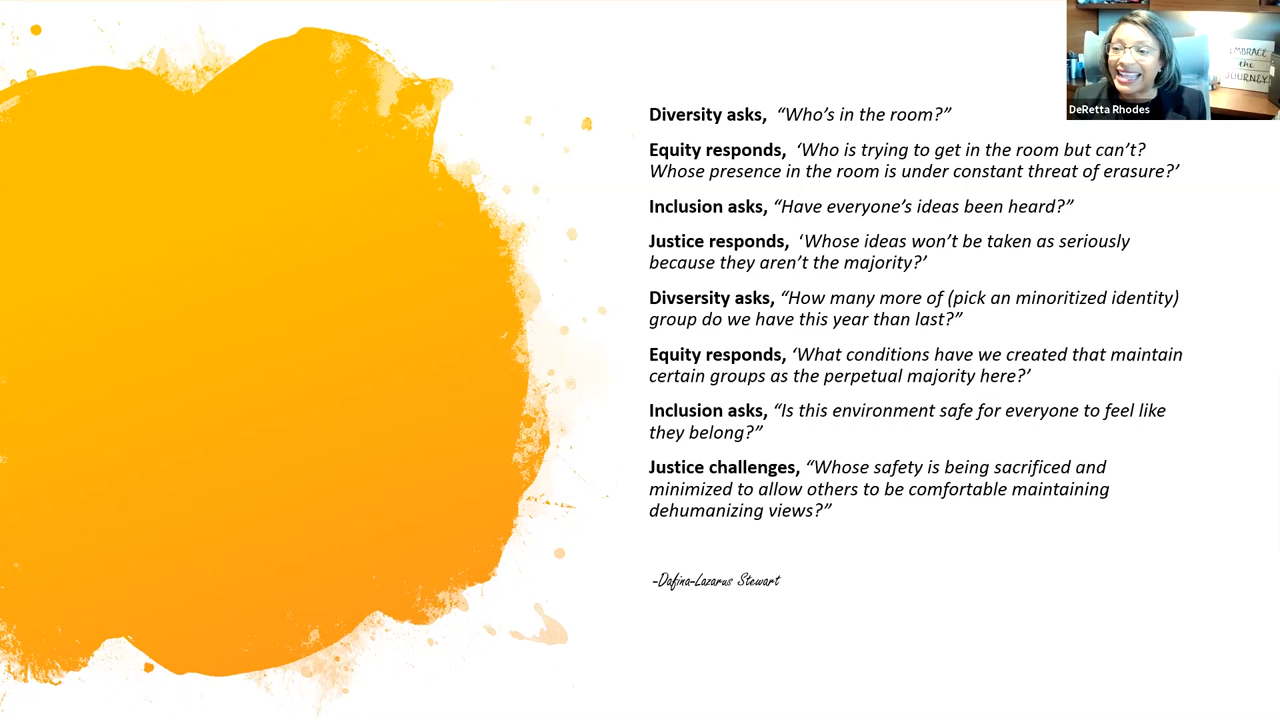 EMBRACE
the
JOURNEY
DeRetta Rhodes
Diversity asks, “Who’s in the room?”
Equity responds, ‘Who is trying to get in the room but can’t?
Whose presence in the room is under constant threat of erasure?’
Inclusion asks, “Have everyone’s ideas been heard?”
Justice responds, ‘Whose ideas won’t be taken as seriously
because they aren’t the majority?’
Divsersity asks, “How many more of (pick an minoritized identity)
group do we have this year than last?”
Equity responds, ‘What conditions have we created that maintain
certain groups as the perpetual majority here?’
Inclusion asks, “Is this environment safe for everyone to feel like
they belong?”
Justice challenges, “Whose safety is being sacrificed and
minimized to allow others to be comfortable maintaining
dehumanizing views?”
-Dafina-Lazarus Stewart